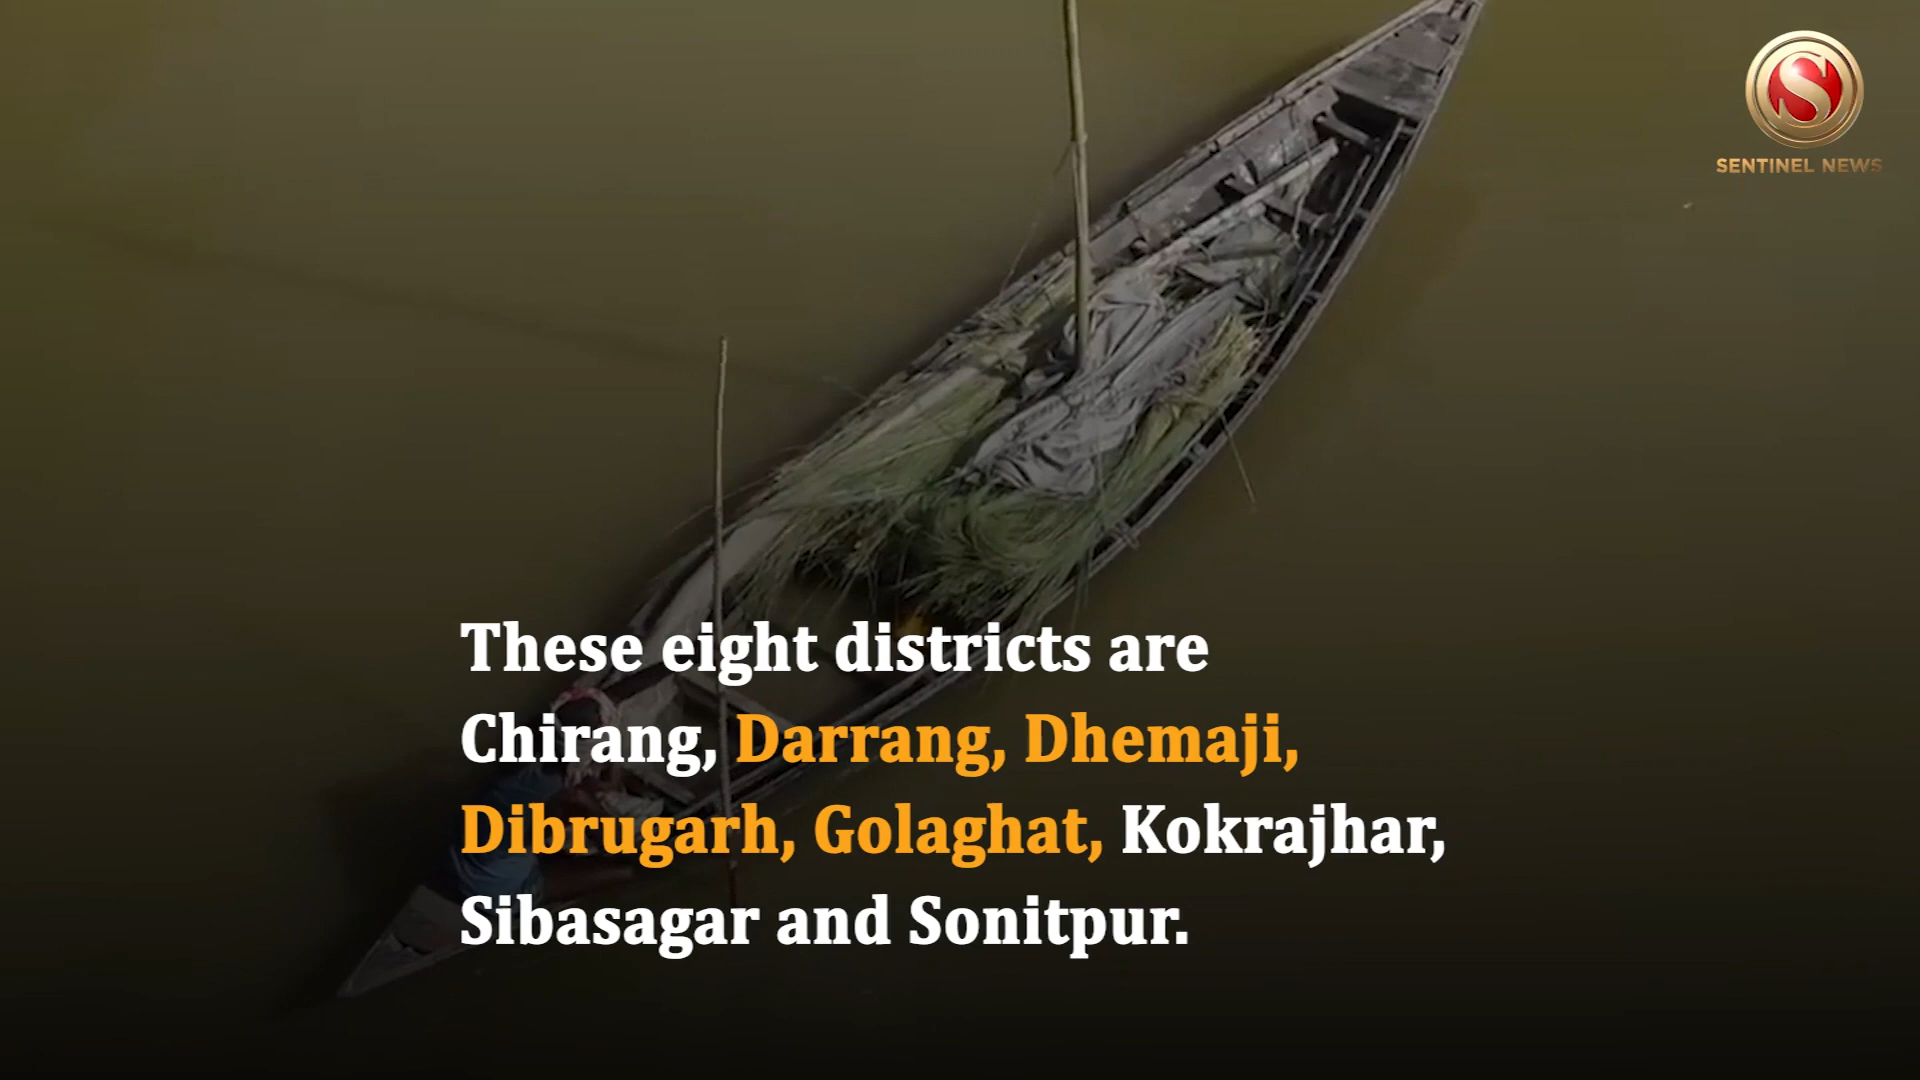 S
SENTINEL NEWS
These eight districts are
Chirang, Darrang, Dhemaji,
Dibrugarh, Golaghat, Kokrajhar,
Sibasagar and Sonitpur.